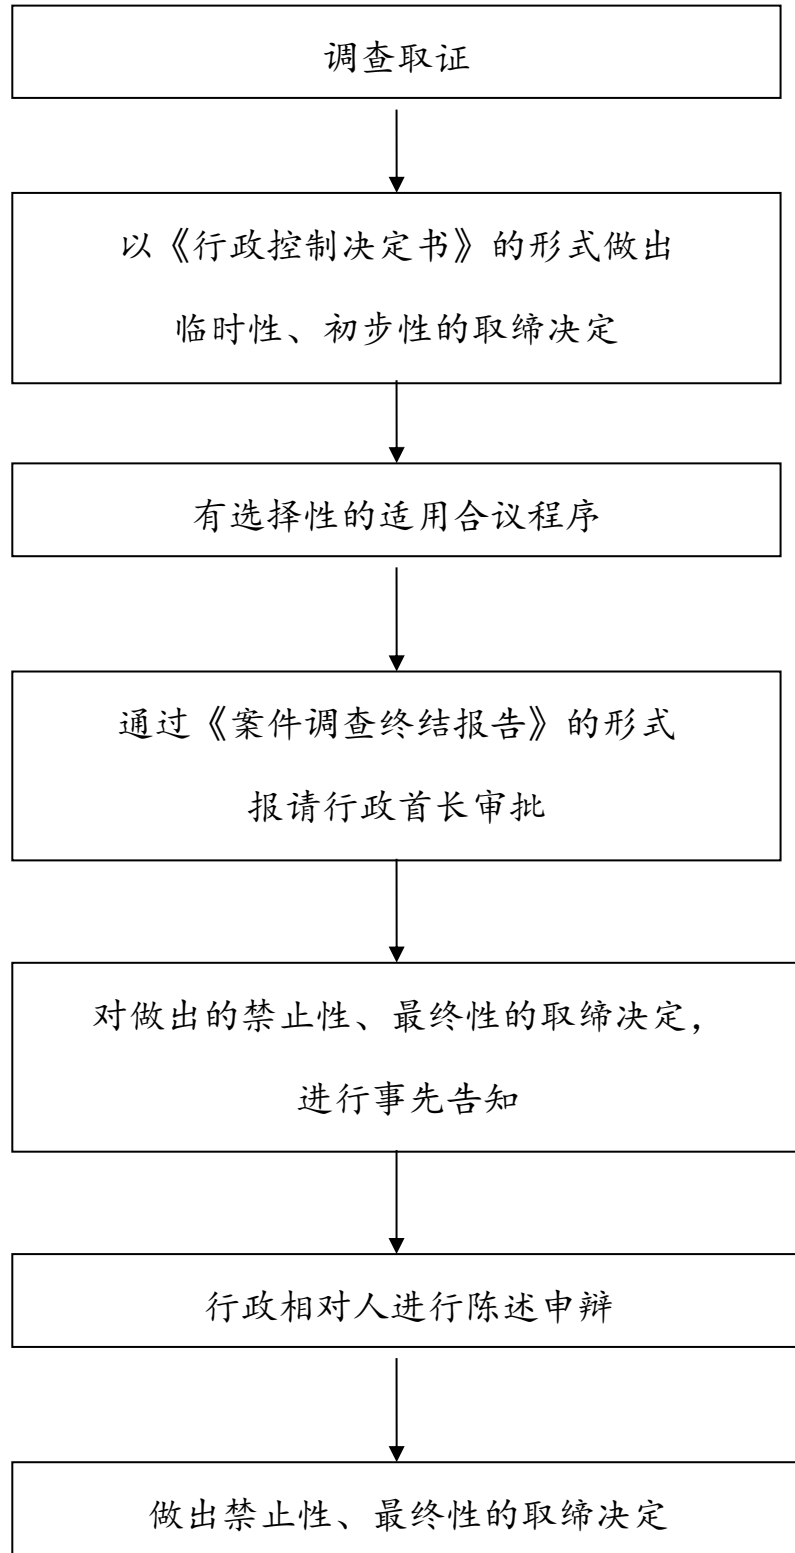 调查取证
以《行政控制决定书》的形式做出
临时性、初步性的取缔决定
有选择性的适用合议程序
通过《案件调查终结报告》的形式
报请行政首长审批
对做出的禁止性、最终性的取缔决定，
进行事先告知
行政相对人进行陈述申辩
做出禁止性、最终性的取缔决定